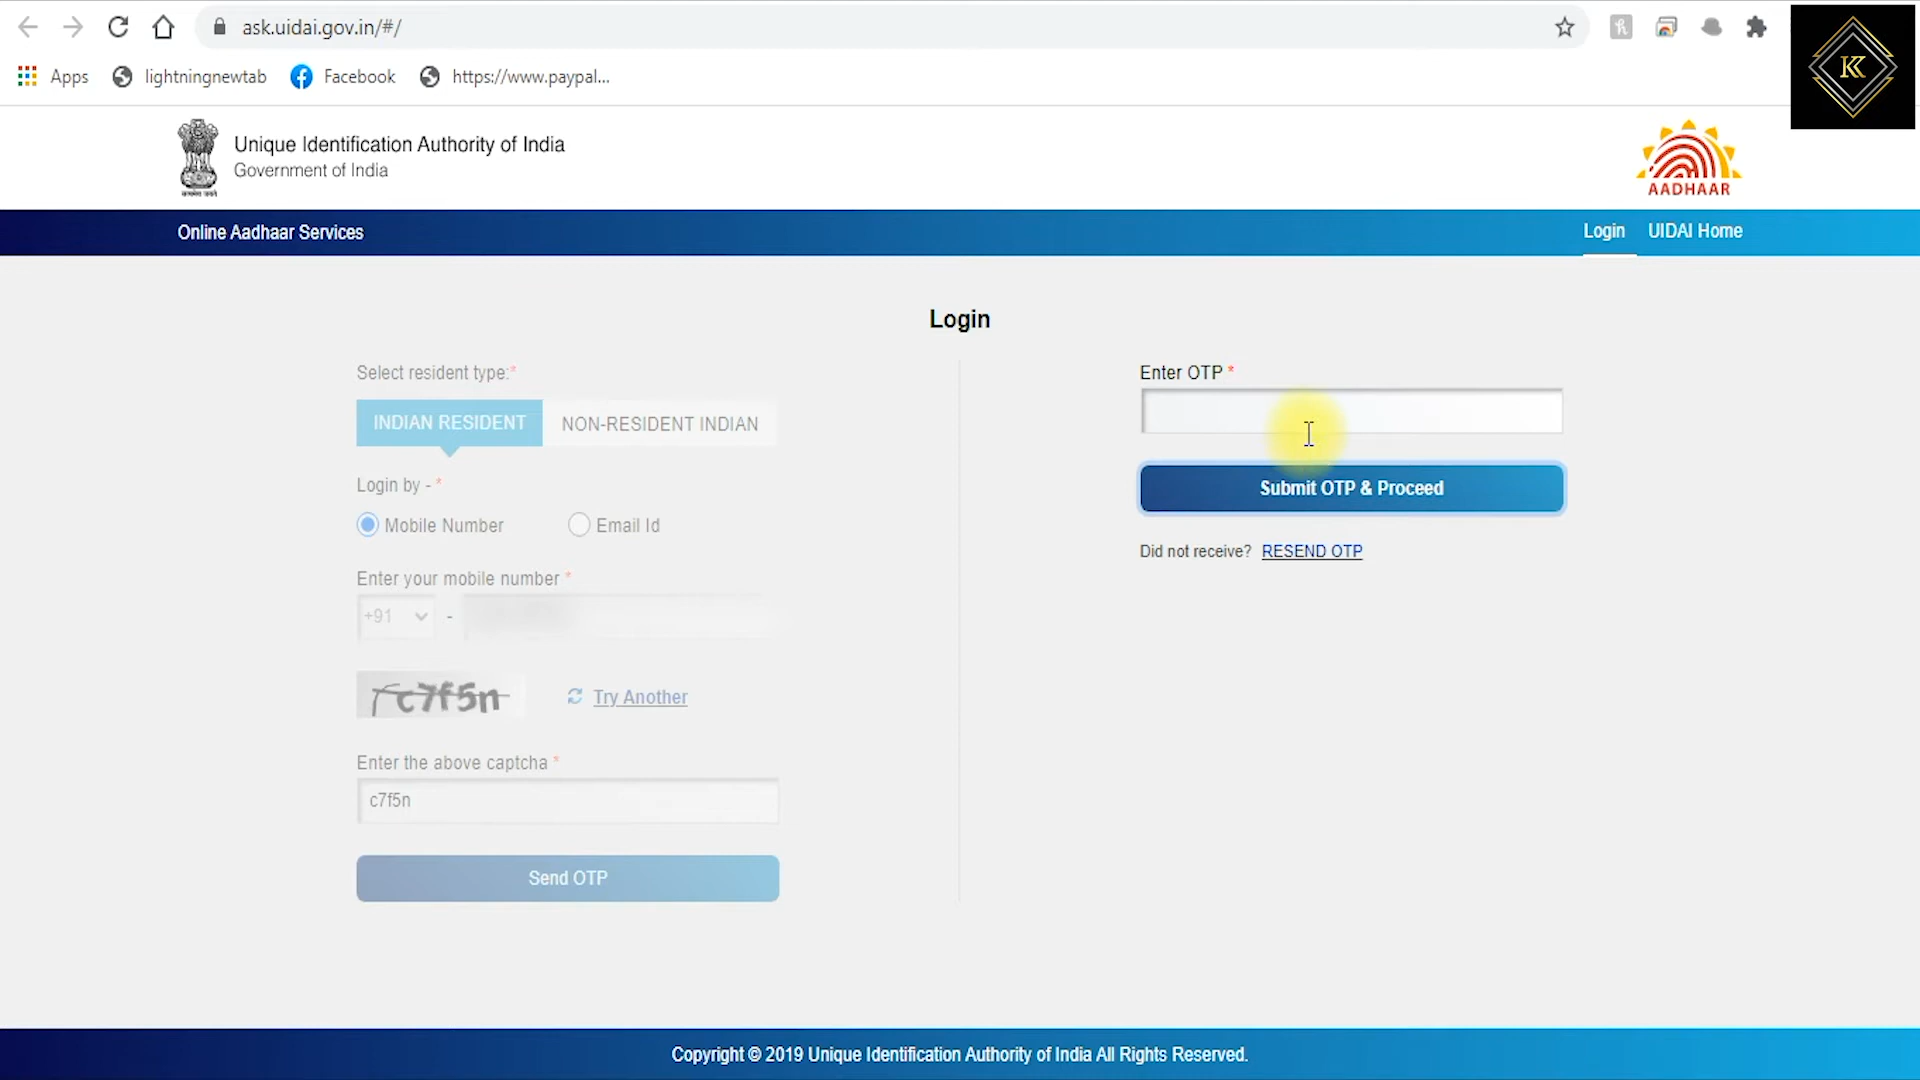 ask.uidai.gov.in/#/
Apps lightningnewtab Facebook https://www.paypal...
KK
Unique Identification Authority of India
Government of India
AADHAAR
Online Aadhaar Services
Login UIDAI Home
Login
Select resident type:*
INDIAN RESIDENT NON-RESIDENT INDIAN
Login by - *
Mobile Number Email Id
Enter your mobile number *
+91 -
c7f5n
Try Another
Enter the above captcha *
c7f5n
Send OTP
Enter OTP *
Submit OTP & Proceed
Did not receive? RESEND OTP
Copyright © 2019 Unique Identification Authority of India All Rights Reserved.